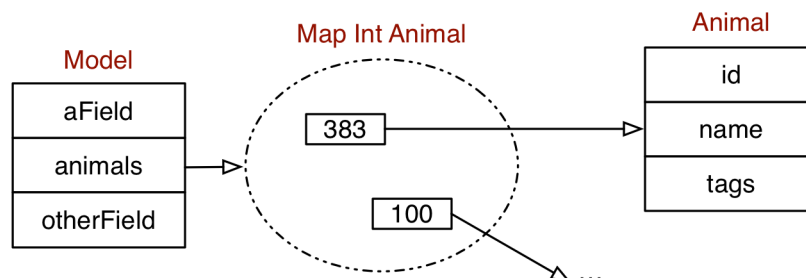 Model
aField
animals
otherField
Map Int Animal
383
100
...
Animal
id
name
tags